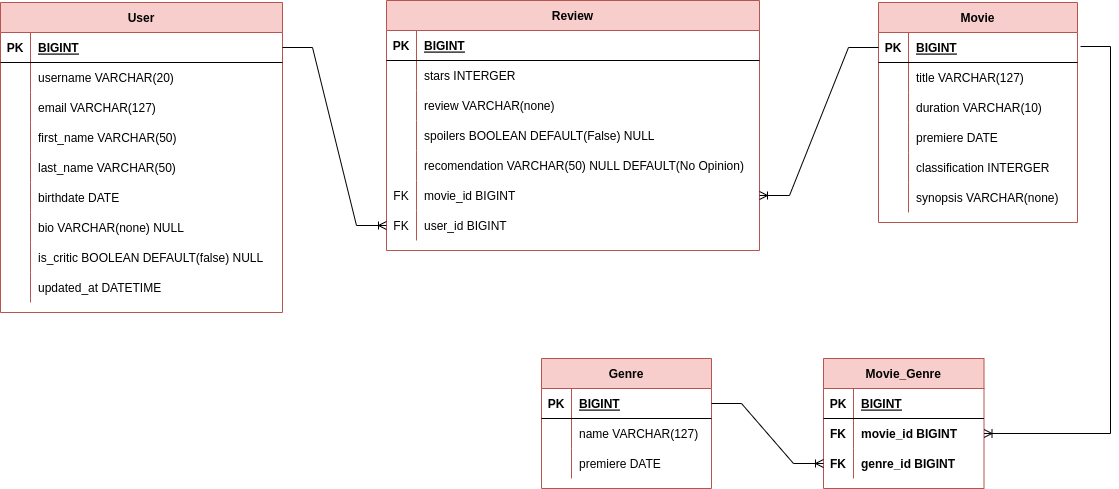 User
PK BIGINT
username VARCHAR(20)
email VARCHAR(127)
first_name VARCHAR(50)
last_name VARCHAR(50)
birthdate DATE
bio VARCHAR(none) NULL
is_critic BOOLEAN DEFAULT(false) NULL
updated_at DATETIME
Review
PK BIGINT
stars INTERGER
review VARCHAR(none)
spoilers BOOLEAN DEFAULT(False) NULL
recomendation VARCHAR(50) NULL DEFAULT(No Opinion)
FK movie_id BIGINT
FK user_id BIGINT
Movie
PK BIGINT
title VARCHAR(127)
duration VARCHAR(10)
premiere DATE
classification INTERGER
synopsis VARCHAR(none)
Genre
PK BIGINT
name VARCHAR(127)
premiere DATE
Movie_Genre
PK BIGINT
FK movie_id BIGINT
FK genre_id BIGINT